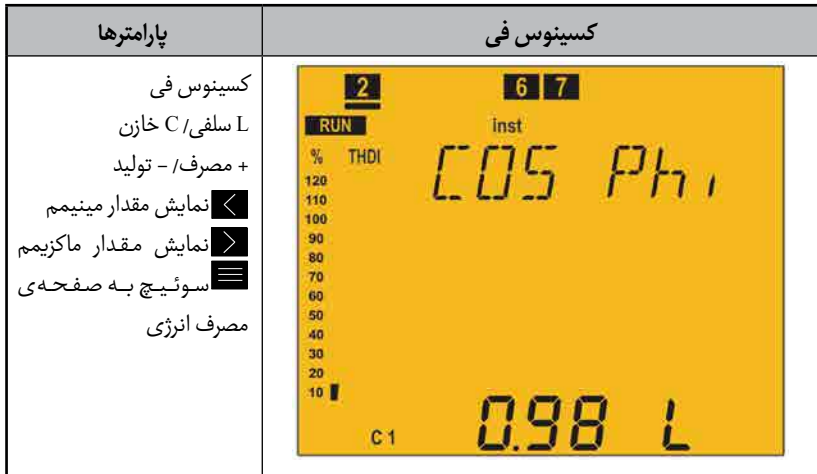 پارامترها
کسینوس فی
کسینوس فی
L سلفی/ C خازن
+ مصرف/ - تولید
> نمایش مقدار مینیمم
< نمایش مقدار ماکزیمم
سوئیچ به صفحه‌ی
مصرف انرژی
2 6 7
RUN inst
% THDI
COS Phi
120
110
100
90
80
70
60
50
40
30
20
10
C 1 0.98 L